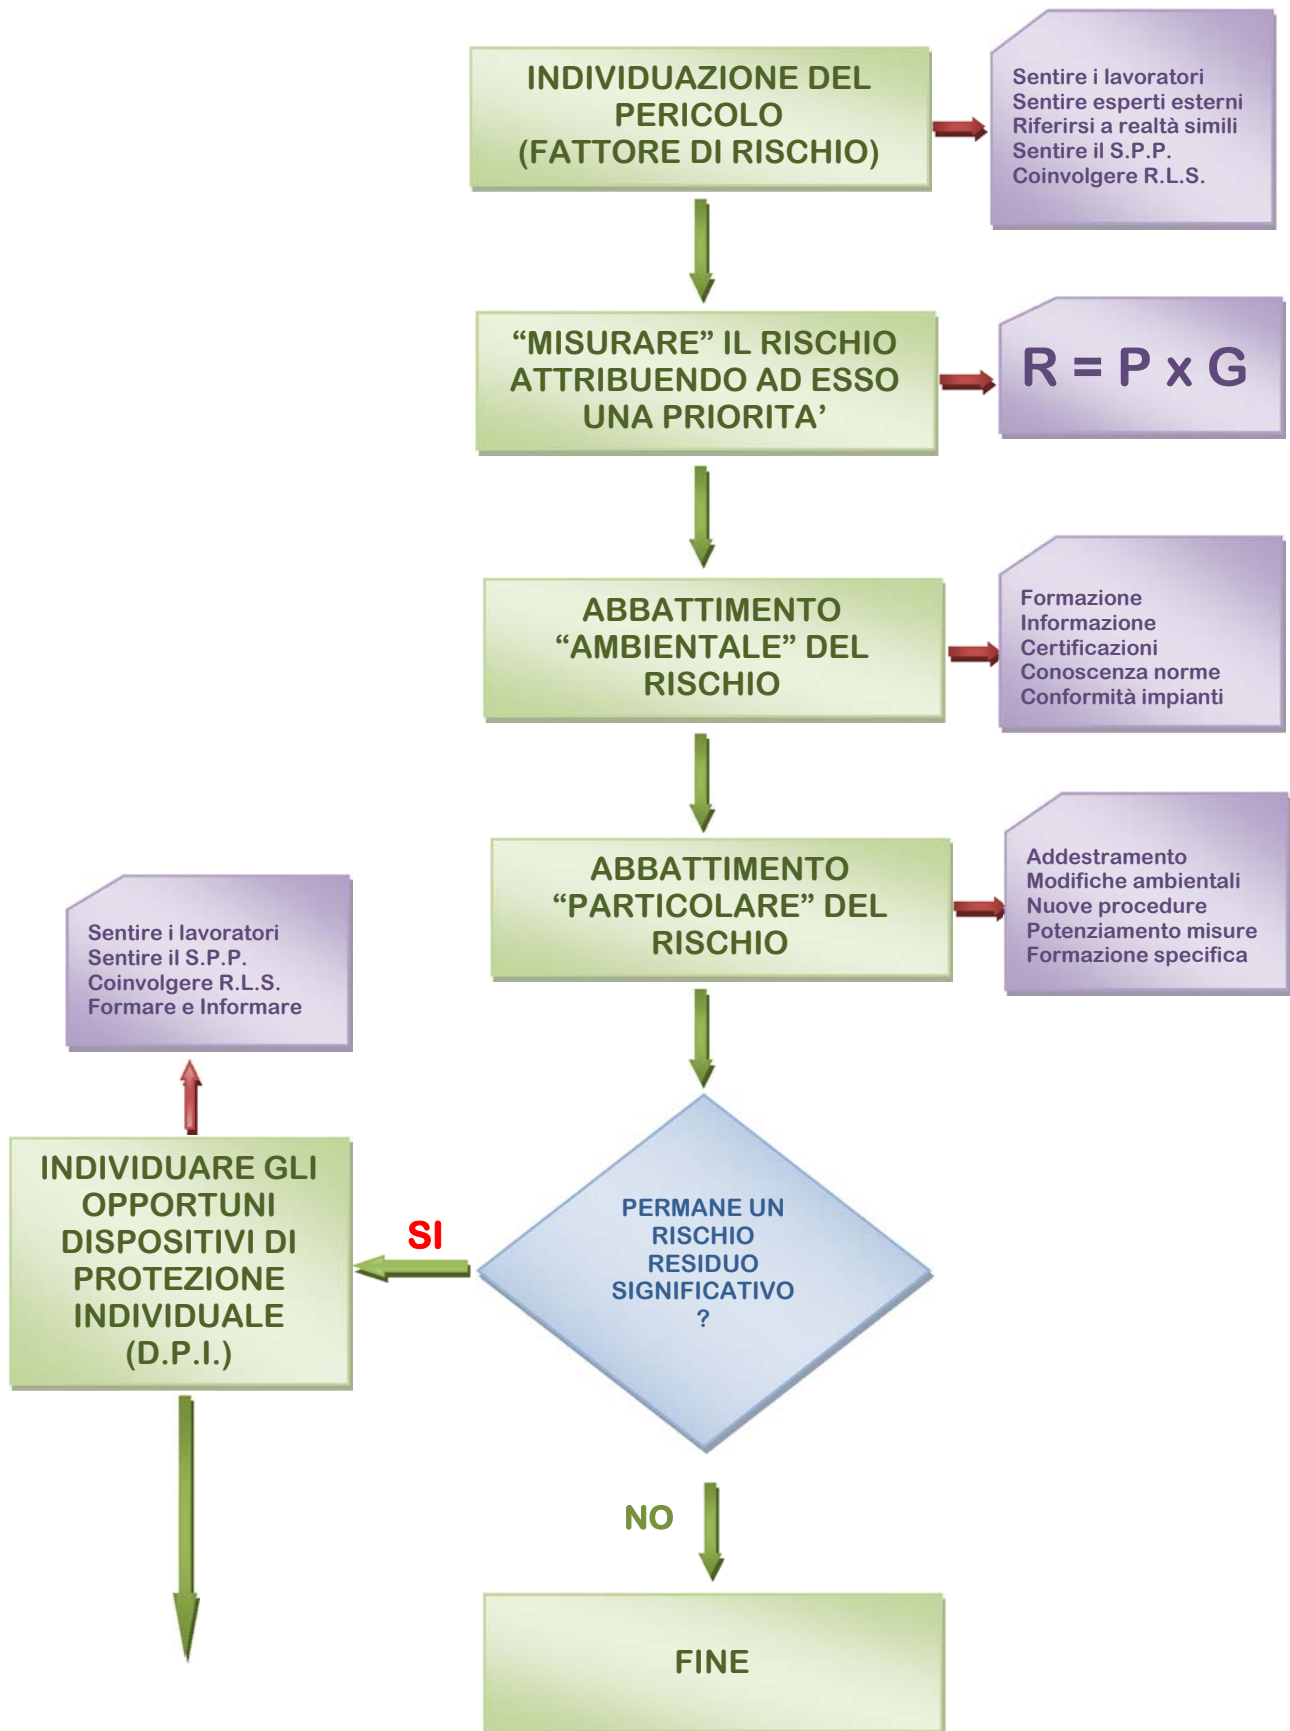 INDIVIDUAZIONE DEL
PERICOLO
(FATTORE DI RISCHIO)
Sentire i lavoratori
Sentire esperti esterni
Riferirsi a realtà simili
Sentire il S.P.P.
Coinvolgere R.L.S.
“MISURARE” IL RISCHIO
ATTRIBUENDO AD ESSO
UNA PRIORITA’
R = P x G
ABBATTIMENTO
“AMBIENTALE” DEL
RISCHIO
Formazione
Informazione
Certificazioni
Conoscenza norme
Conformità impianti
ABBATTIMENTO
“PARTICOLARE” DEL
RISCHIO
Addestramento
Modifiche ambientali
Nuove procedure
Potenziamento misure
Formazione specifica
Sentire i lavoratori
Sentire il S.P.P.
Coinvolgere R.L.S.
Formare e Informare
INDIVIDUARE GLI
OPPORTUNI
DISPOSITIVI DI
PROTEZIONE
INDIVIDUALE
(D.P.I.)
SI
PERMANE UN
RISCHIO
RESIDUO
SIGNIFICATIVO
?
NO
FINE